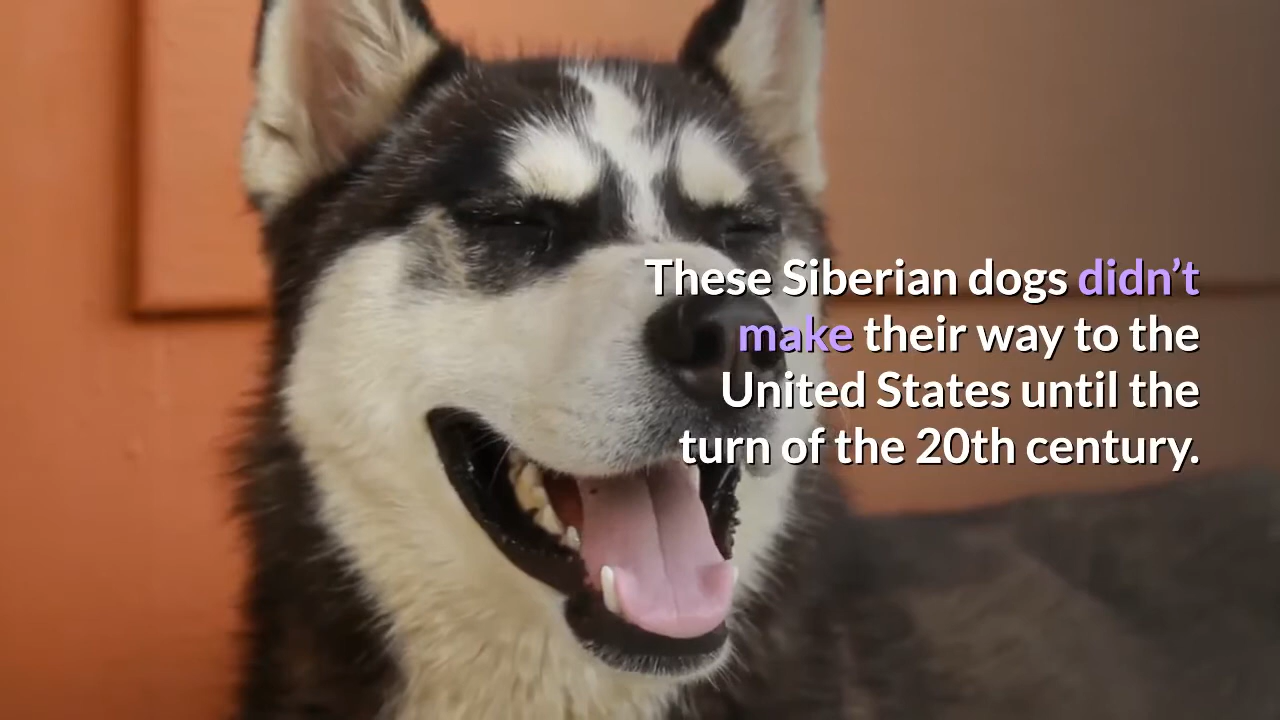 These Siberian dogs didn’t
make their way to the
United States until the
turn of the 20th century.